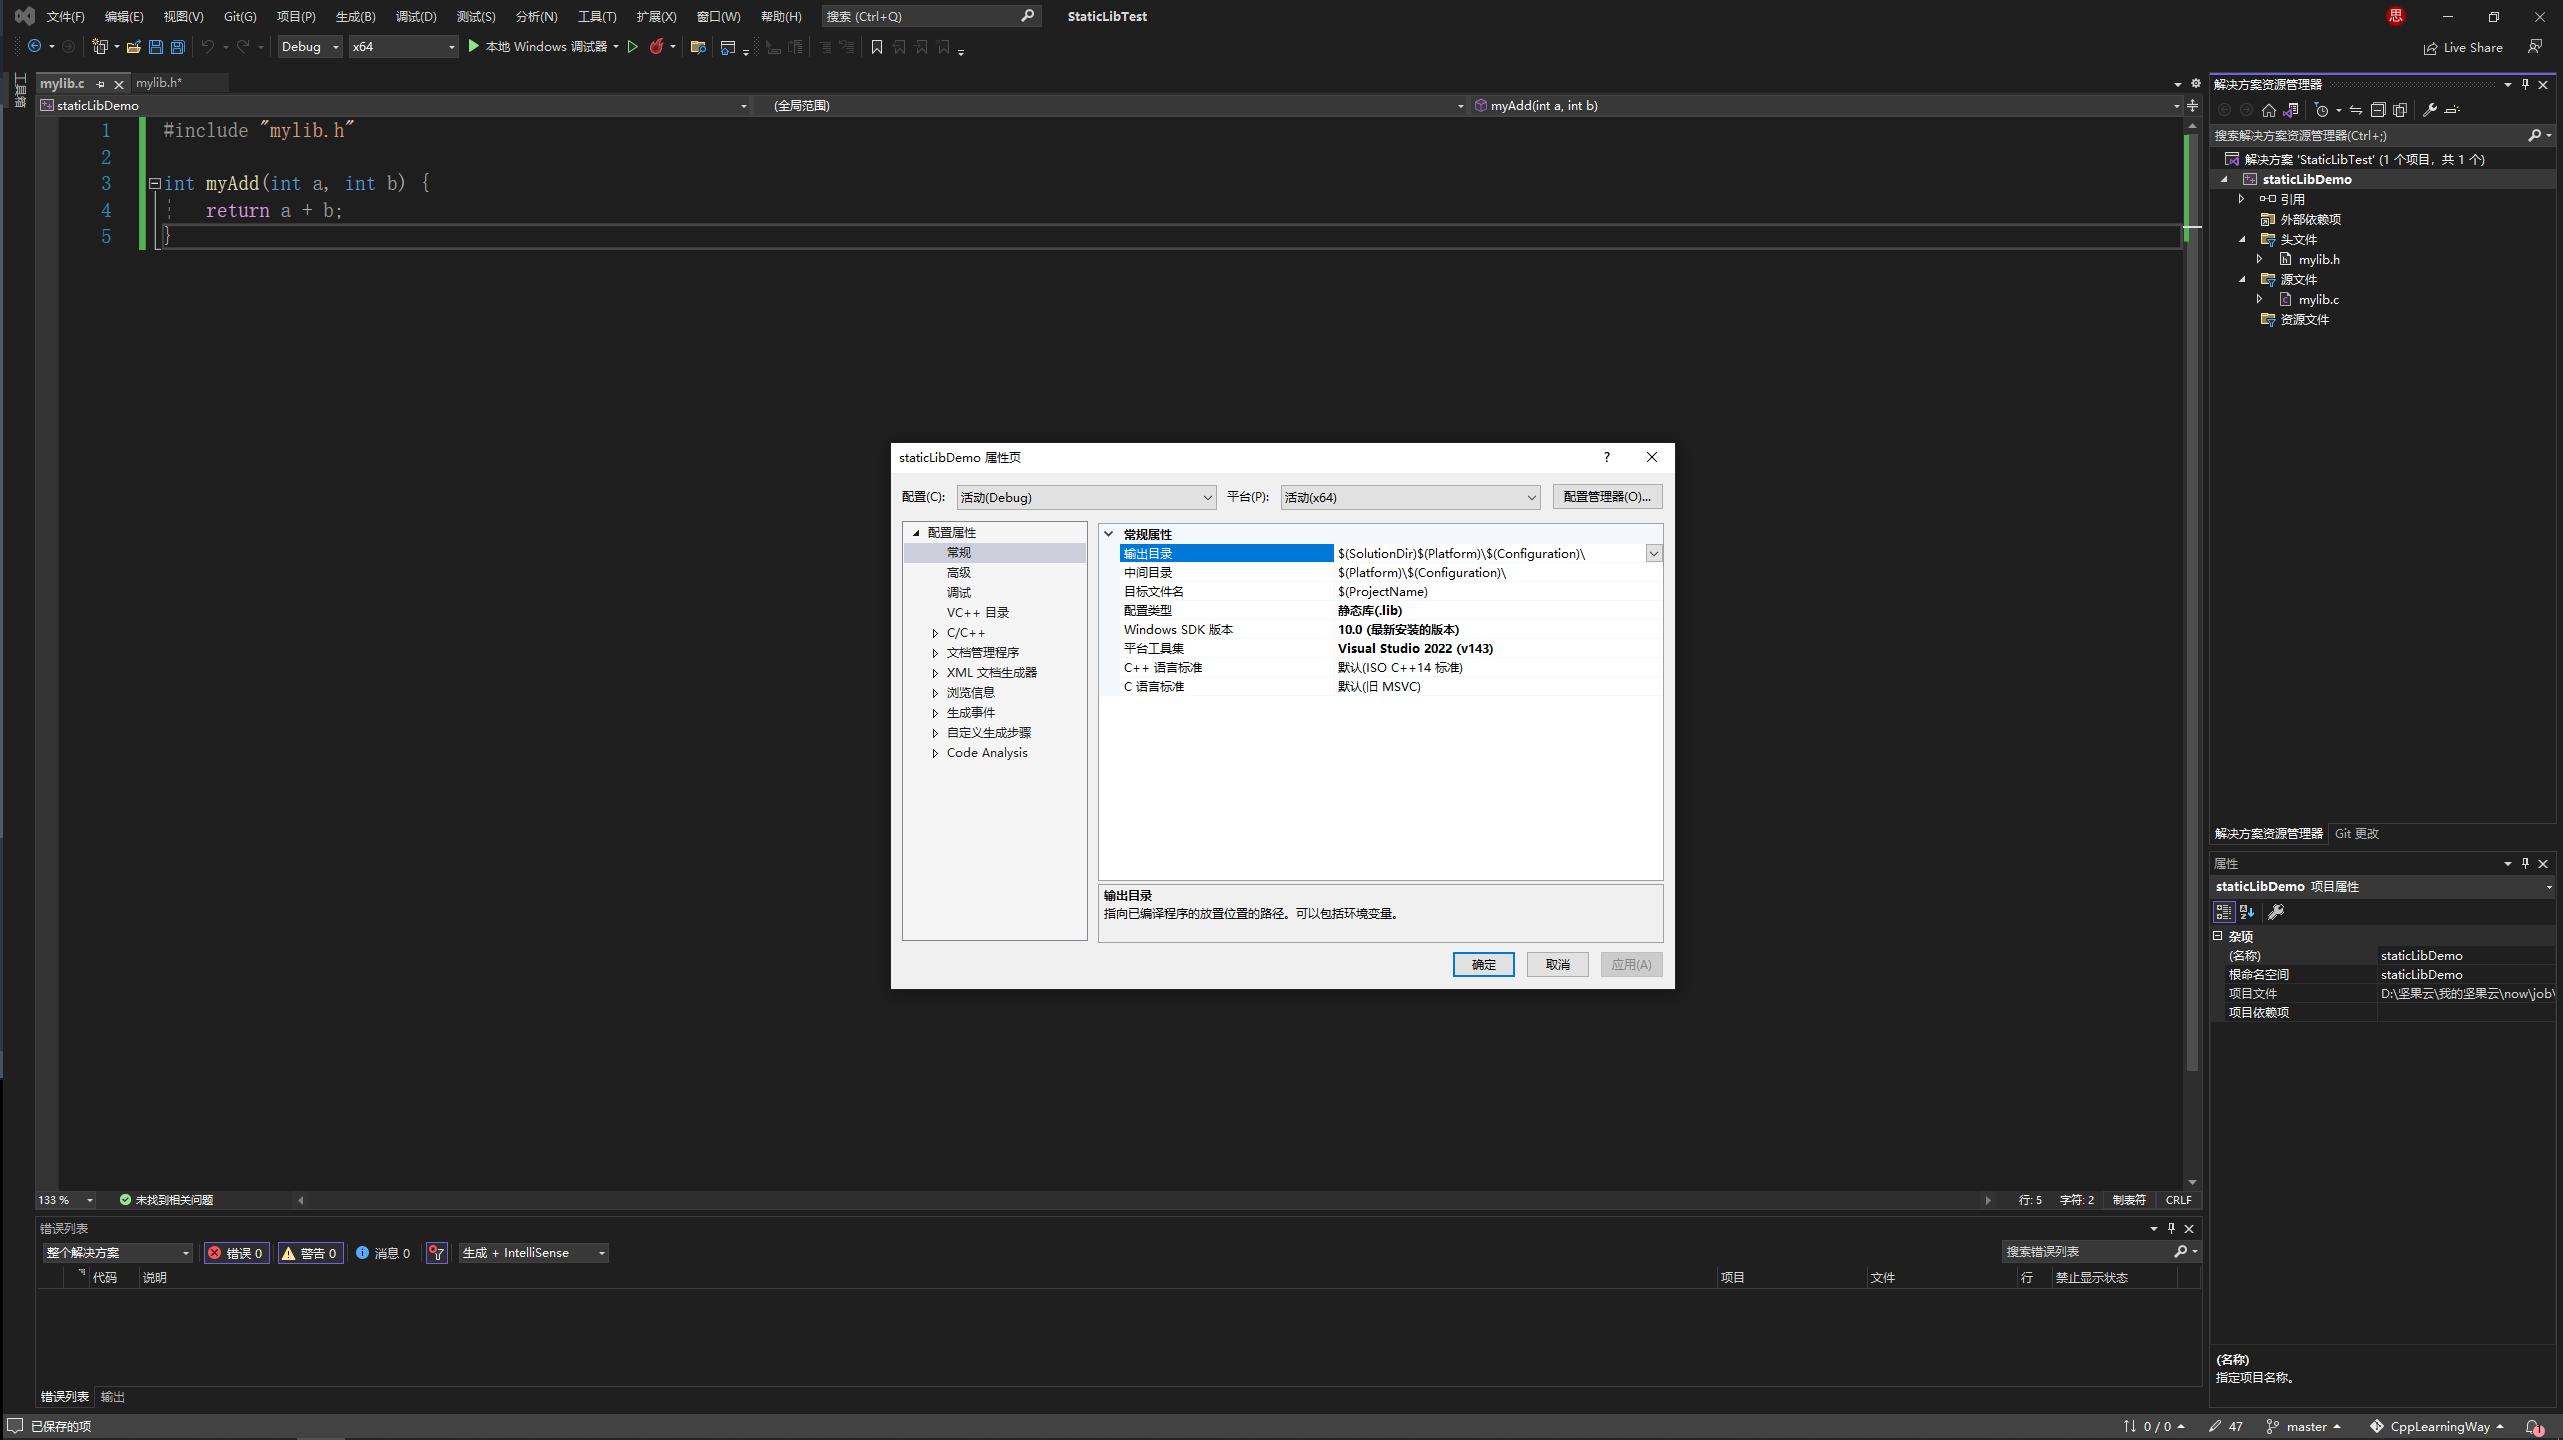 文件(F) 编辑(E) 视图(V) Git(G) 项目(P) 生成(B) 调试(D) 测试(S) 分析(N) 工具(T) 扩展(X) 窗口(W) 帮助(H) 搜索 (Ctrl+Q) StaticLibTest 思
Debug x64 本地 Windows 调试器 Live Share
工具箱
mylib.c mylib.h*
staticLibDemo (全局范围) myAdd(int a, int b)
1 #include "mylib.h"
2
3 int myAdd(int a, int b) {
4 return a + b;
5 }
解决方案资源管理器
搜索解决方案资源管理器(Ctrl+;)
解决方案 'StaticLibTest' (1 个项目，共 1 个)
staticLibDemo
引用
外部依赖项
头文件
mylib.h
源文件
mylib.c
资源文件
解决方案资源管理器 Git 更改
staticLibDemo 属性页 ?
配置(C): 活动(Debug) 平台(P): 活动(x64) 配置管理器(O)...
配置属性
常规
高级
调试
VC++ 目录
C/C++
文档管理程序
XML 文档生成器
浏览信息
生成事件
自定义生成步骤
Code Analysis
常规属性
输出目录 $(SolutionDir)$(Platform)\$(Configuration)\
中间目录 $(Platform)\$(Configuration)\
目标文件名 $(ProjectName)
配置类型 静态库(.lib)
Windows SDK 版本 10.0 (最新安装的版本)
平台工具集 Visual Studio 2022 (v143)
C++ 语言标准 默认(ISO C++14 标准)
C 语言标准 默认(旧 MSVC)
输出目录
指向已编译程序的放置位置的路径。可以包括环境变量。
确定 取消 应用(A)
属性
staticLibDemo 项目属性
杂项
(名称) staticLibDemo
根命名空间 staticLibDemo
项目文件 D:\坚果云\我的坚果云\now\job\
项目依赖项
(名称)
指定项目名称。
133 % 未找到相关问题 行: 5 字符: 2 制表符 CRLF
错误列表
整个解决方案 错误 0 警告 0 消息 0 生成 + IntelliSense 搜索错误列表
代码 说明 项目 文件 行 禁止显示状态
错误列表 输出
已保存的项 0 / 0 47 master CppLearningWay 1